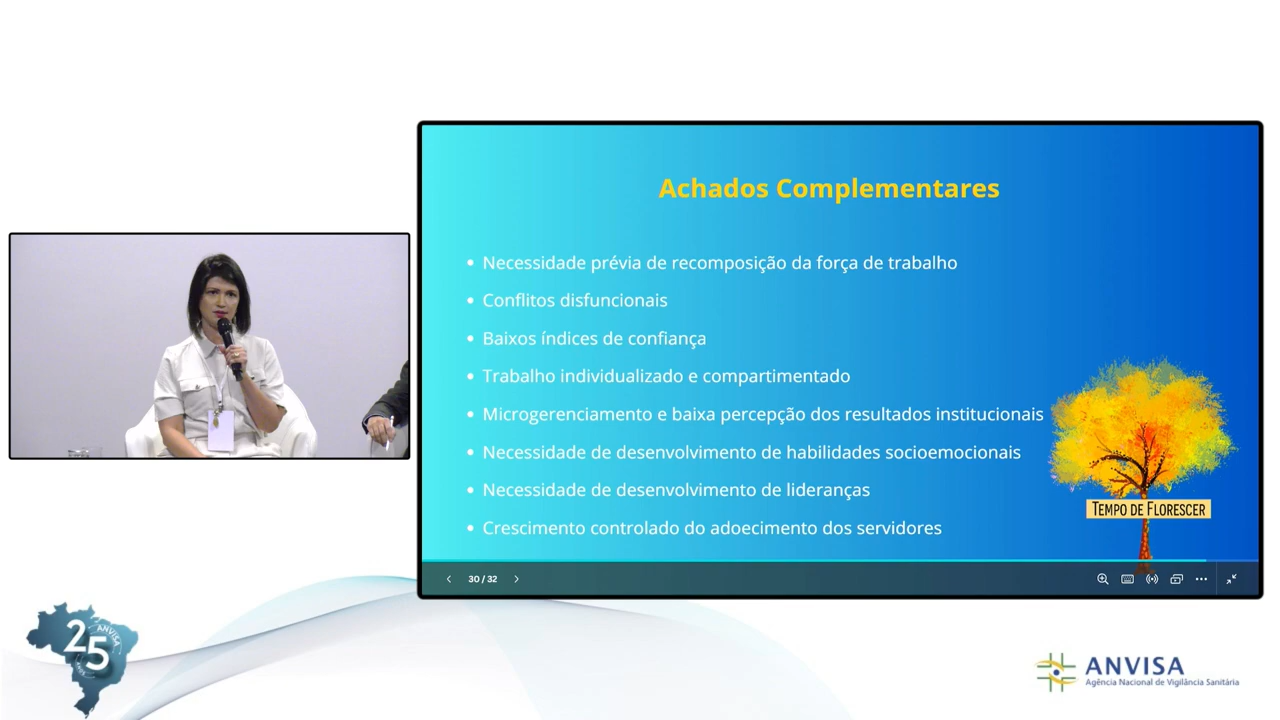 Achados Complementares
• Necessidade prévia de recomposição da força de trabalho
• Conflitos disfuncionais
• Baixos índices de confiança
• Trabalho individualizado e compartimentado
• Microgerenciamento e baixa percepção dos resultados institucionais
• Necessidade de desenvolvimento de habilidades socioemocionais
• Necessidade de desenvolvimento de lideranças
• Crescimento controlado do adoecimento dos servidores
TEMPO DE FLORESCER
30 / 32
25
ANVISA
ANVISA
Agência Nacional de Vigilância Sanitária